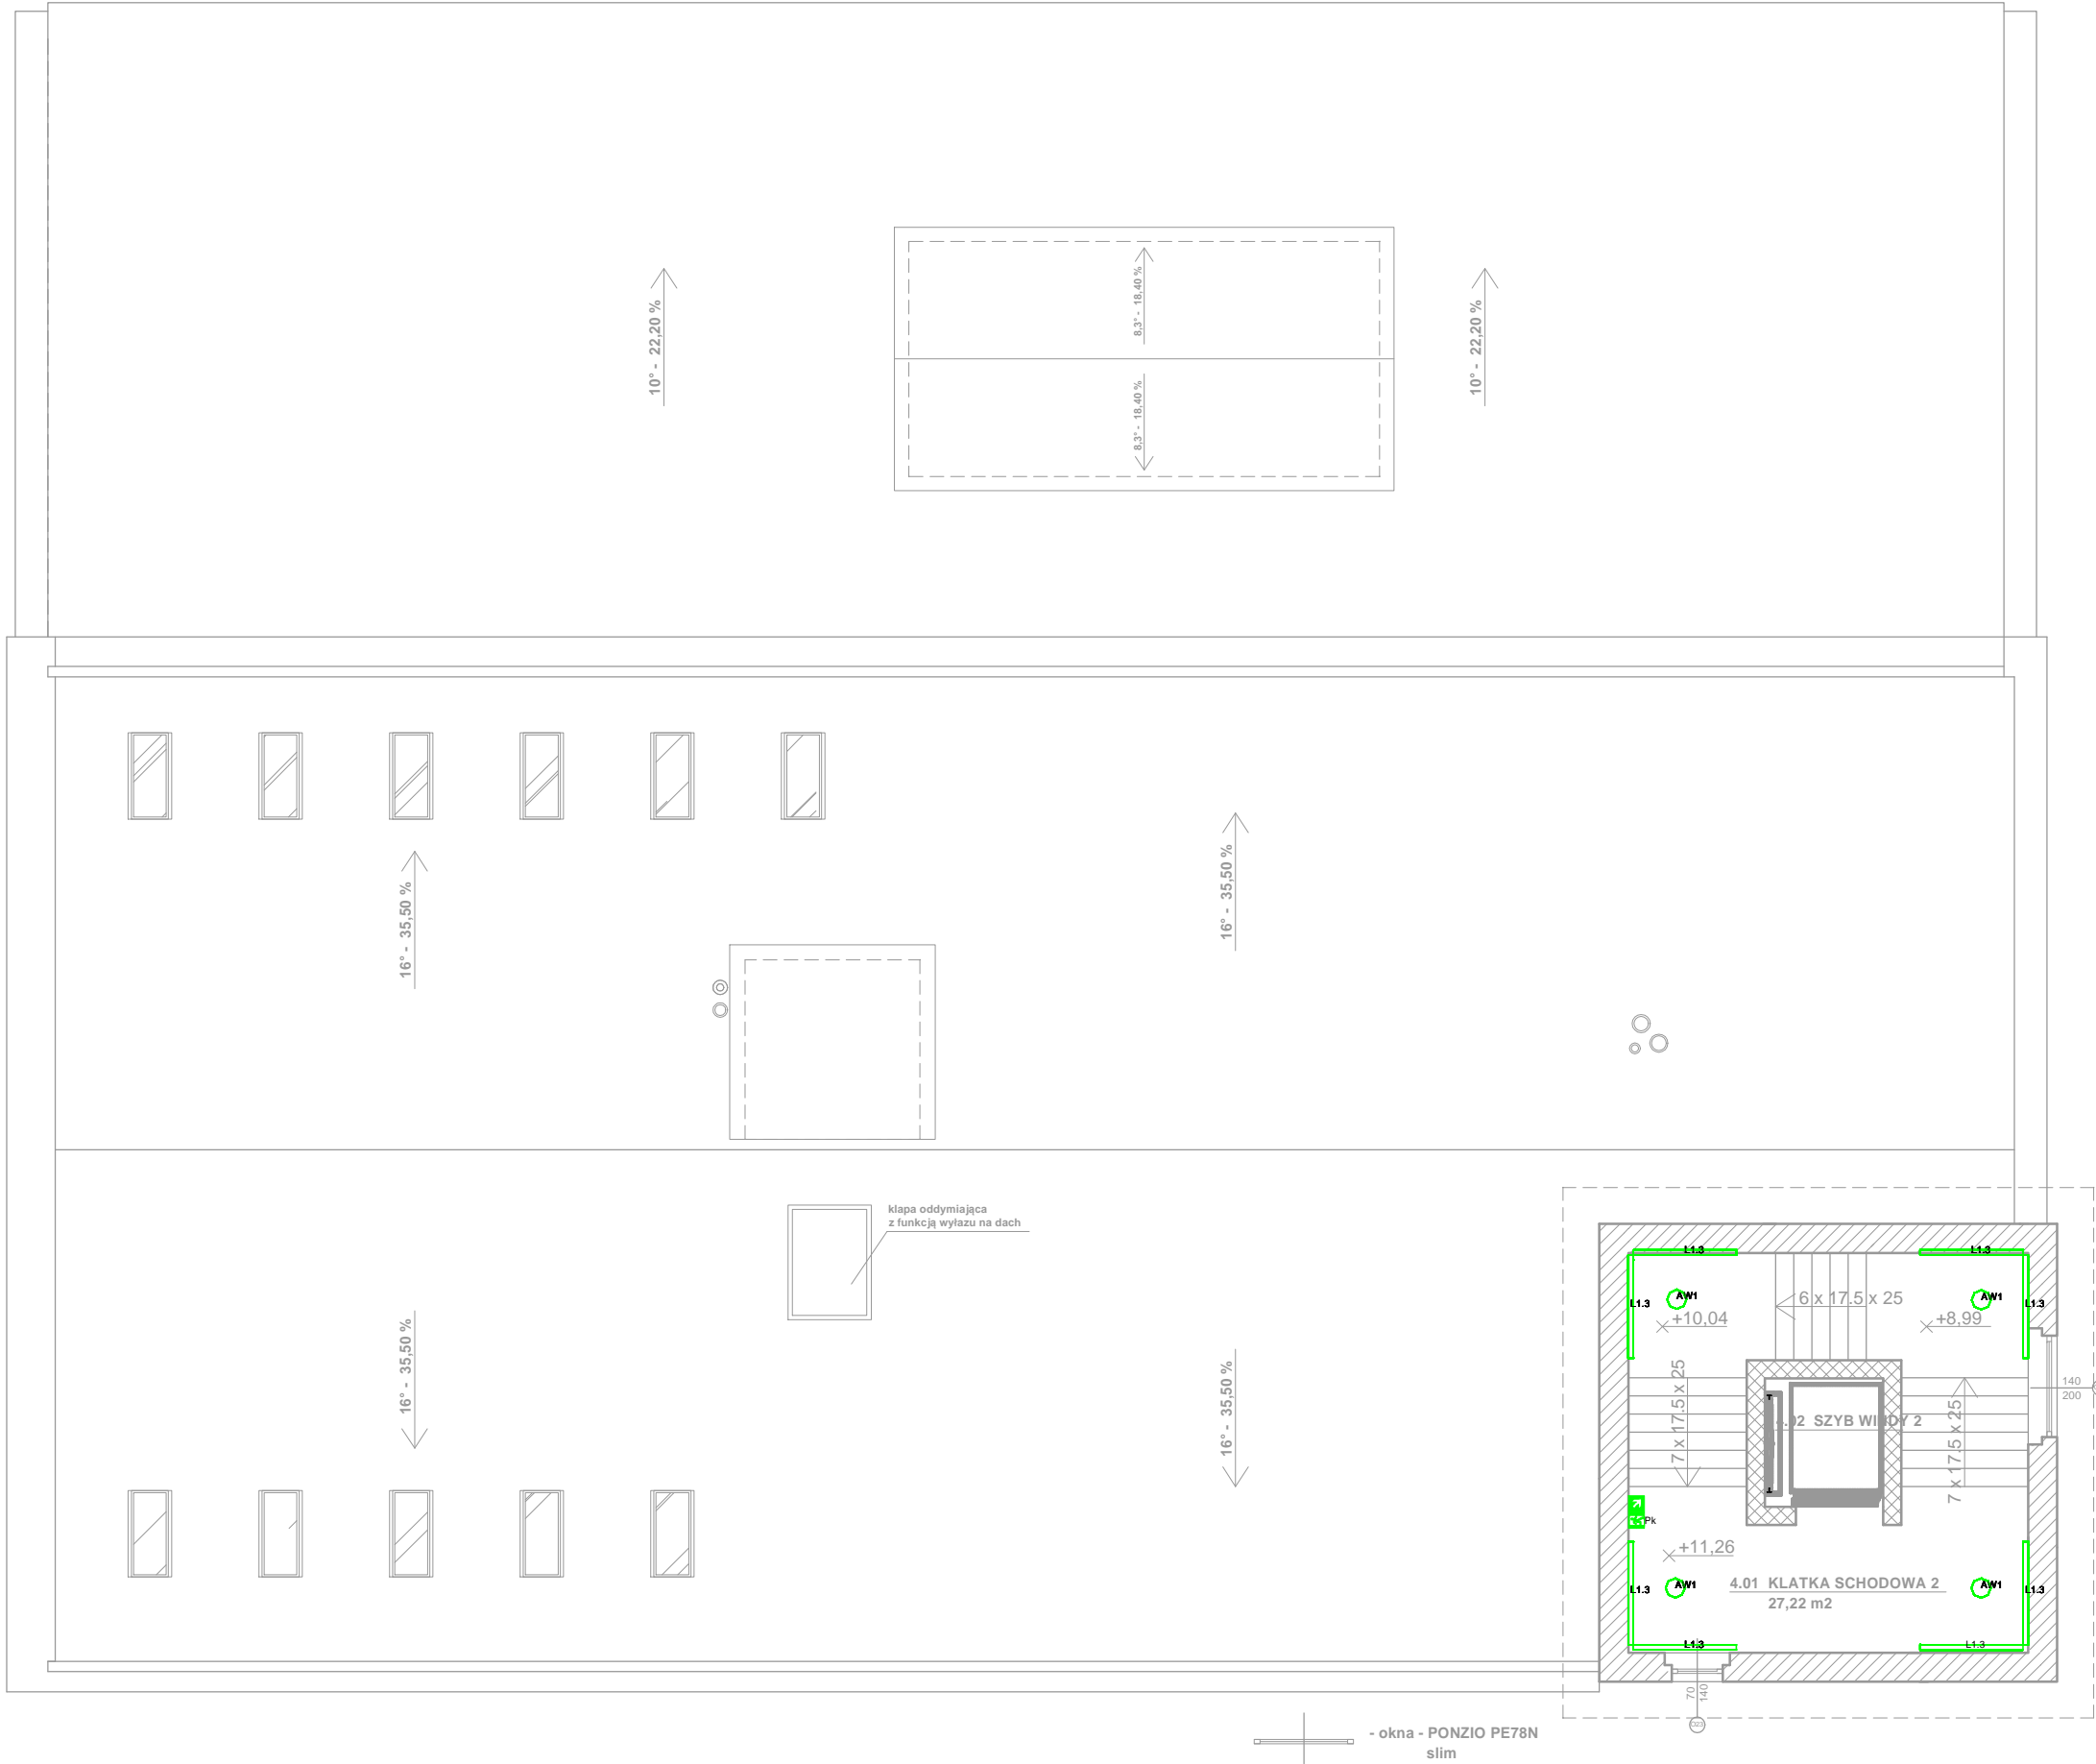 10° - 22,20 %
8,3° - 18,40 %
8,3° - 18,40 %
10° - 22,20 %
16° - 35,50 %
16° - 35,50 %
klapa oddymiająca
z funkcją wyłazu na dach
16° - 35,50 %
16° - 35,50 %
L1.3
L1.3
L1.3
AW1
6 x 17.5 x 25
AW1
L1.3
+10,04
+8,99
7 x 17.5 x 25
140
200
4.02 SZYB WINDY 2
7 x 17.5 x 25
Pk
+11,26
L1.3
AW1
4.01 KLATKA SCHODOWA 2
27,22 m2
AW1
L1.3
L1.3
L1.3
70
140
- okna - PONZIO PE78N
slim